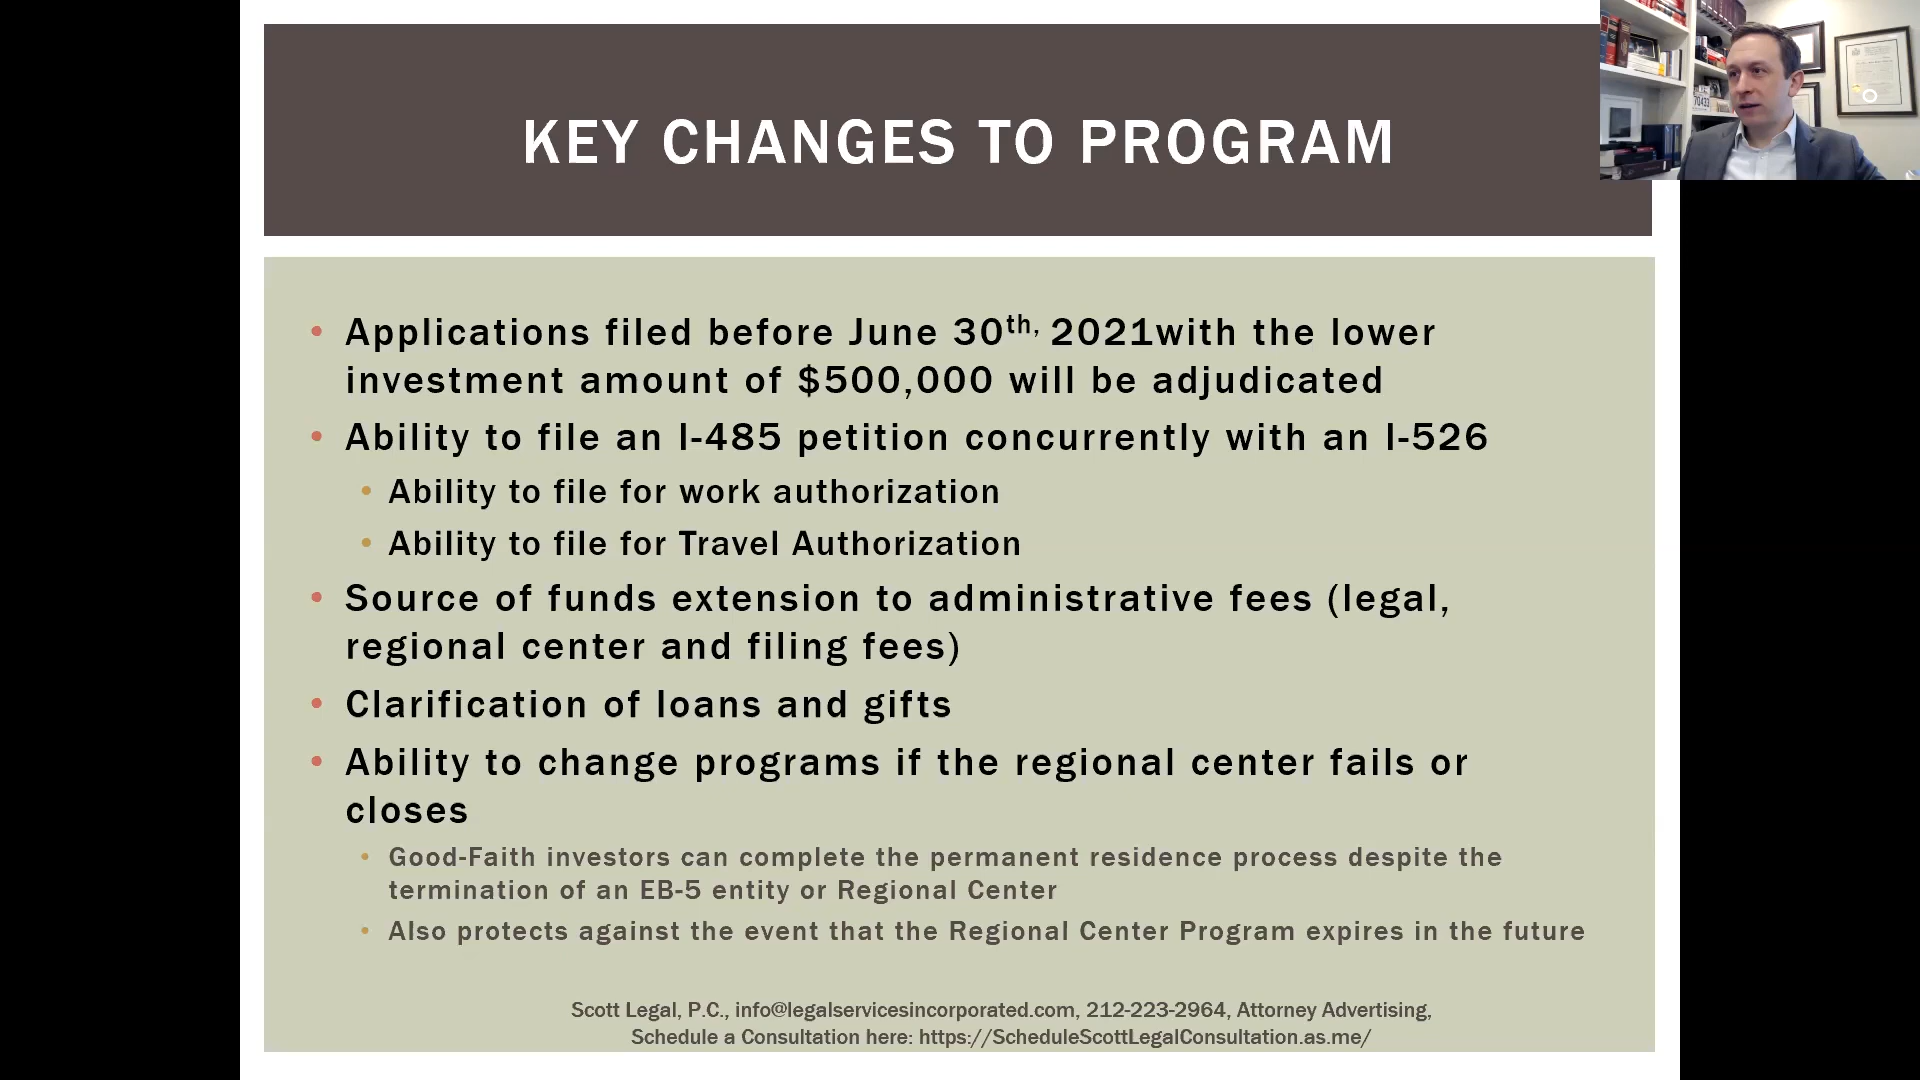 KEY CHANGES TO PROGRAM
• Applications filed before June 30th, 2021with the lower
investment amount of $500,000 will be adjudicated
• Ability to file an I-485 petition concurrently with an I-526
• Ability to file for work authorization
• Ability to file for Travel Authorization
• Source of funds extension to administrative fees (legal,
regional center and filing fees)
• Clarification of loans and gifts
• Ability to change programs if the regional center fails or
closes
• Good-Faith investors can complete the permanent residence process despite the
termination of an EB-5 entity or Regional Center
• Also protects against the event that the Regional Center Program expires in the future
Scott Legal, P.C., info@legalservicesincorporated.com, 212-223-2964, Attorney Advertising,
Schedule a Consultation here: https://ScheduleScottLegalConsultation.as.me/